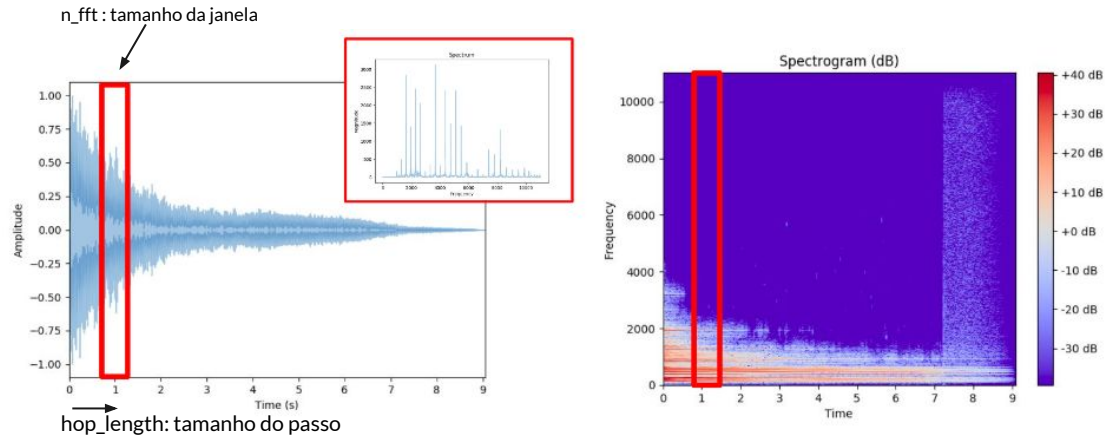 n_fft : tamanho da janela
Spectrum
Magnitude
Frequency
1.00
0.75
0.50
0.25
0.00
−0.25
−0.50
−0.75
−1.00
Amplitude
0 1 2 3 4 5 6 7 8 9
Time (s)
hop_length: tamanho do passo
Spectrogram (dB)
10000
8000
6000
4000
2000
0
Frequency
0 1 2 3 4 5 6 7 8 9
Time
+40 dB
+30 dB
+20 dB
+10 dB
+0 dB
-10 dB
-20 dB
-30 dB